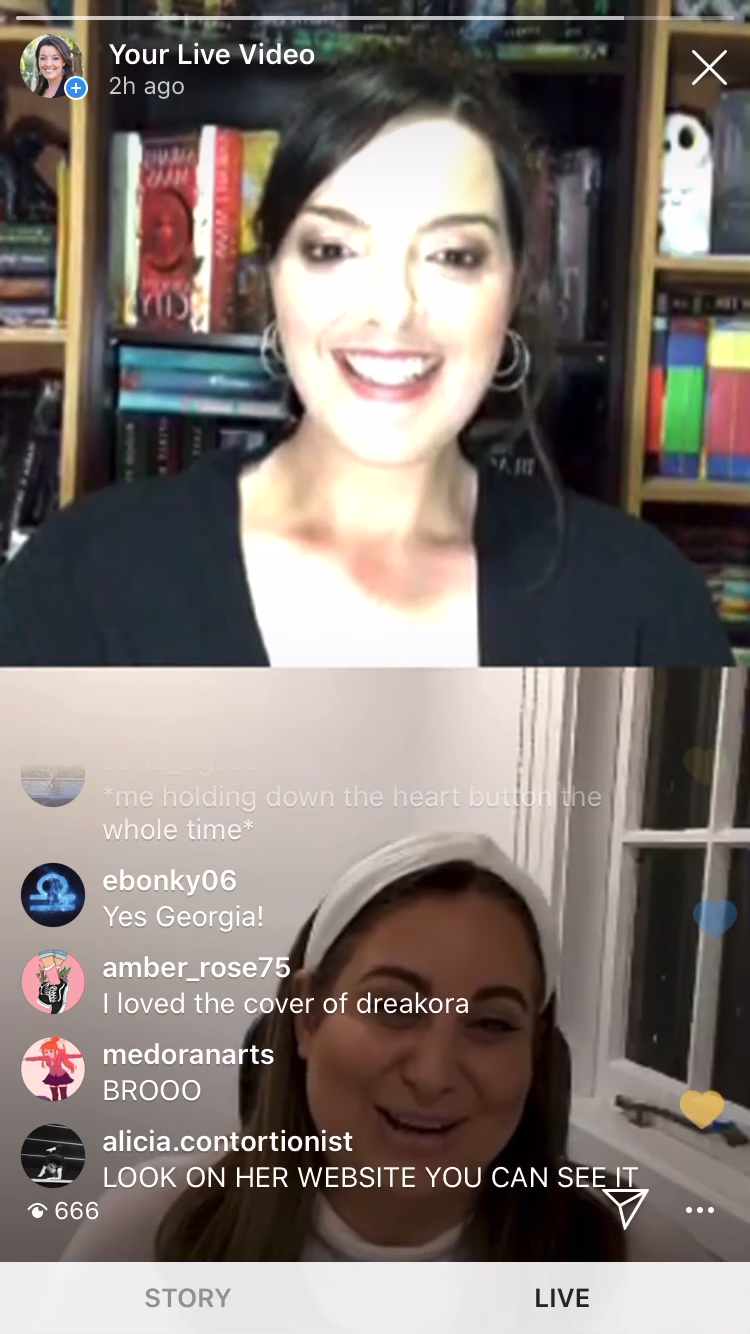 Your Live Video
2h ago
*me holding down the heart button the
whole time*
ebonky06
Yes Georgia!
amber_rose75
I loved the cover of dreakora
medoranarts
BROOO
alicia.contortionist
LOOK ON HER WEBSITE YOU CAN SEE IT
666
STORY
LIVE